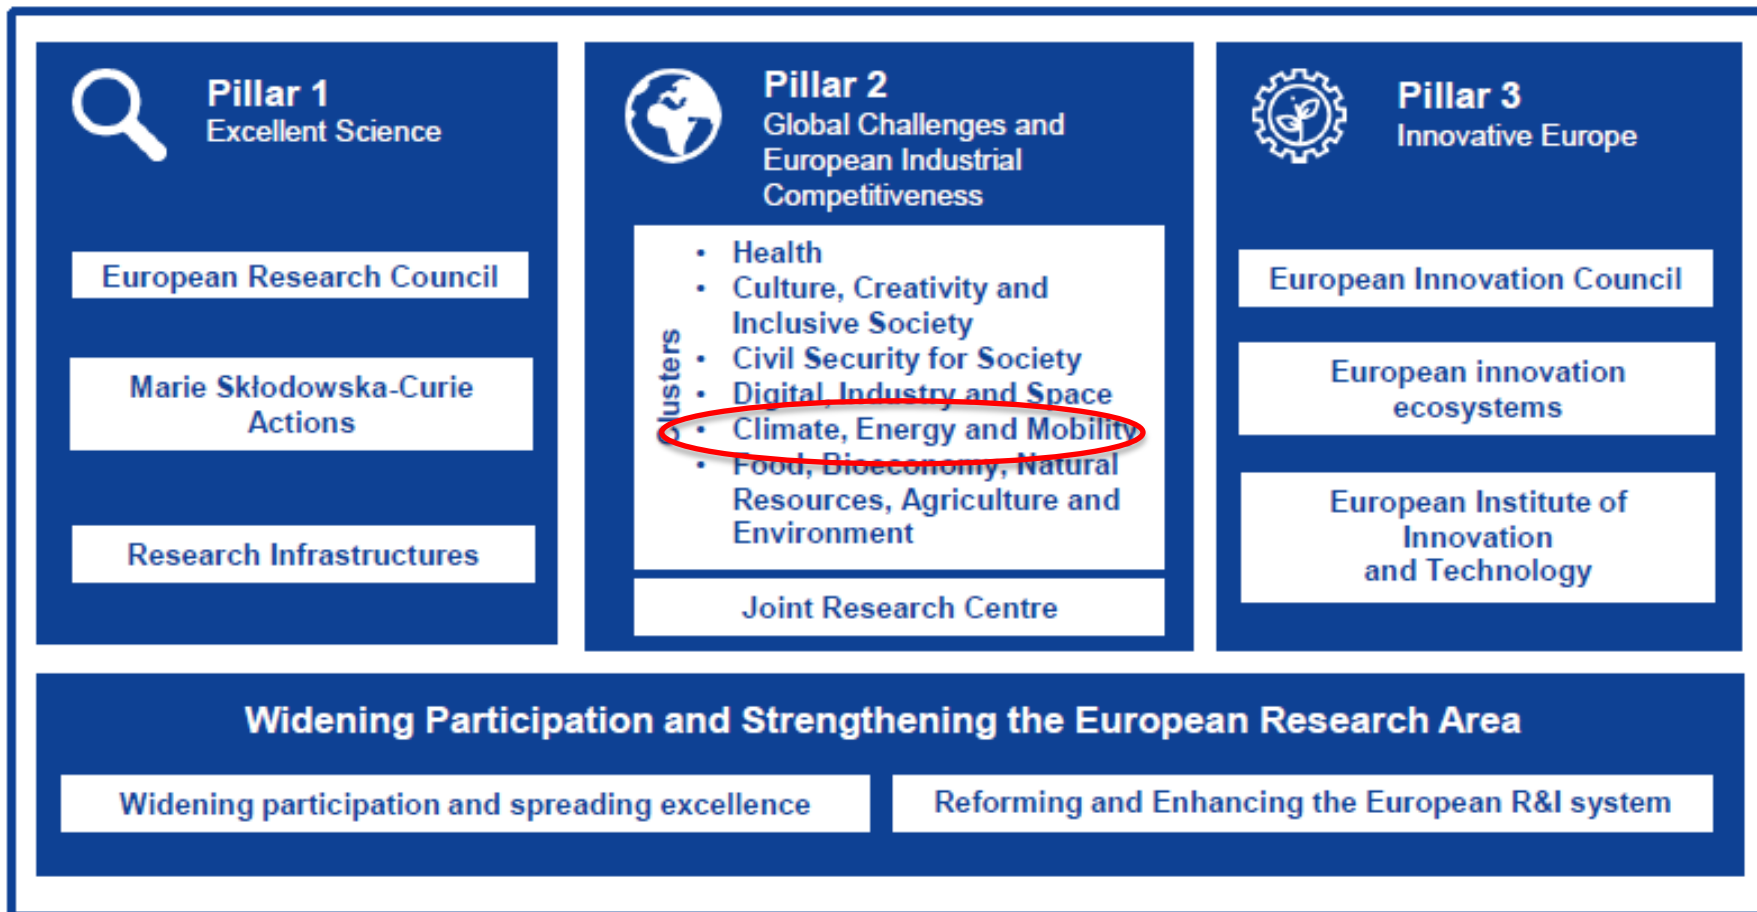 Pillar 1
Excellent Science
European Research Council
Marie Skłodowska-Curie
Actions
Research Infrastructures
Pillar 2
Global Challenges and
European Industrial
Competitiveness
Clusters
• Health
• Culture, Creativity and
Inclusive Society
• Civil Security for Society
• Digital, Industry and Space
• Climate, Energy and Mobility
• Food, Bioeconomy, Natural
Resources, Agriculture and
Environment
Joint Research Centre
Pillar 3
Innovative Europe
European Innovation Council
European innovation
ecosystems
European Institute of
Innovation
and Technology
Widening Participation and Strengthening the European Research Area
Widening participation and spreading excellence
Reforming and Enhancing the European R&I system